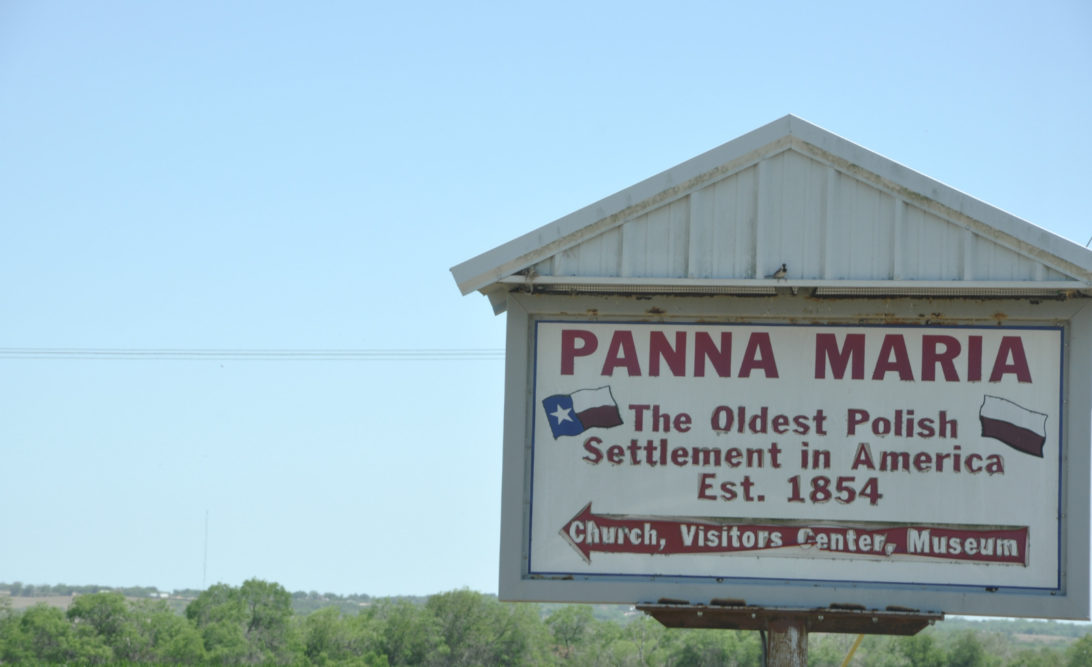 PANNA MARIA
The Oldest Polish
Settlement in America
Est. 1854
Church, Visitors Center, Museum